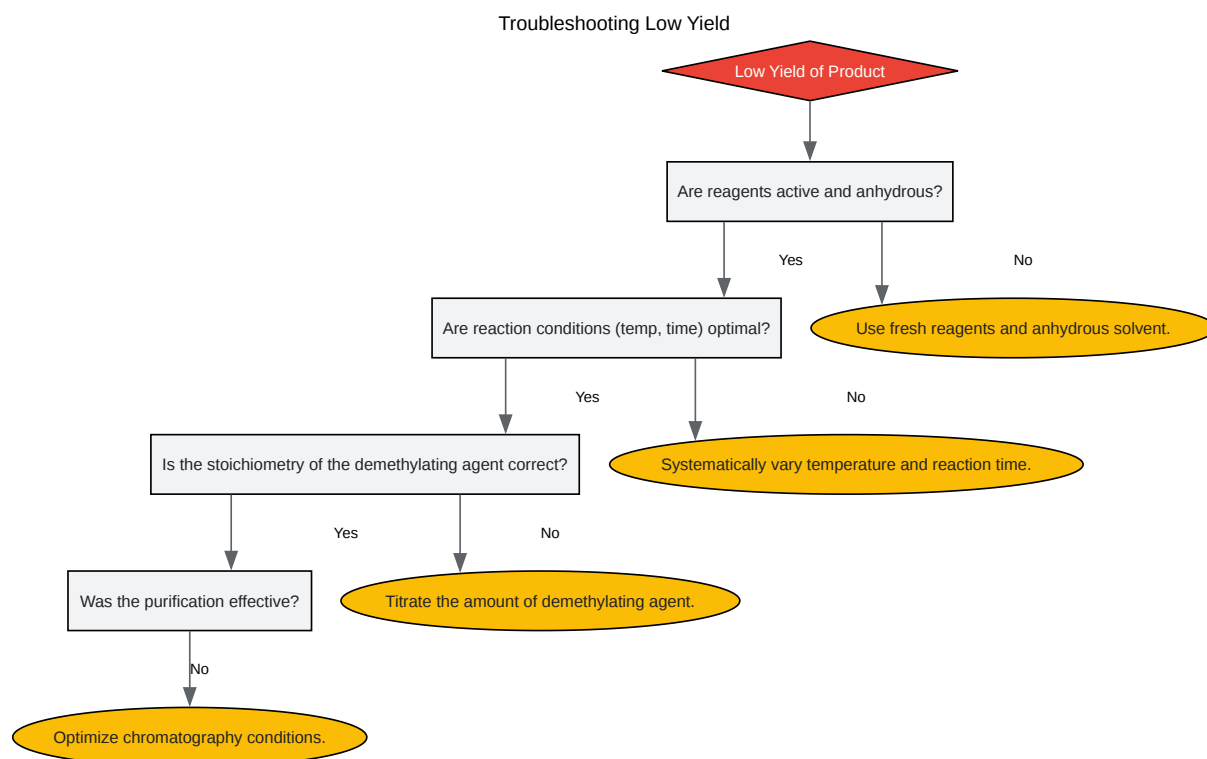 Troubleshooting Low Yield
Low Yield of Product
Are reagents active and anhydrous?
Yes
No
Are reaction conditions (temp, time) optimal?
Use fresh reagents and anhydrous solvent.
Yes
No
Is the stoichiometry of the demethylating agent correct?
Systematically vary temperature and reaction time.
Yes
No
Was the purification effective?
Titrate the amount of demethylating agent.
No
Optimize chromatography conditions.